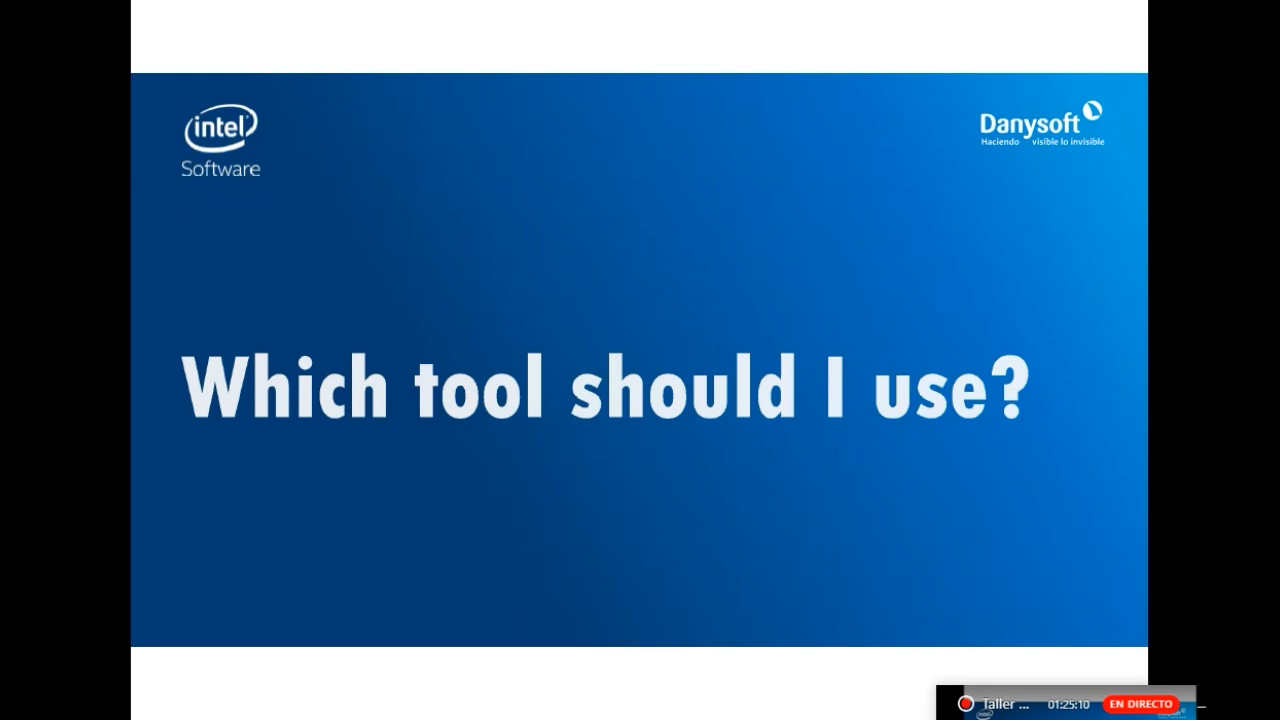 intel
Software
Danysoft
Haciendo visible lo invisible
Which tool should I use?
Taller ...
01:25:10
EN DIRECTO